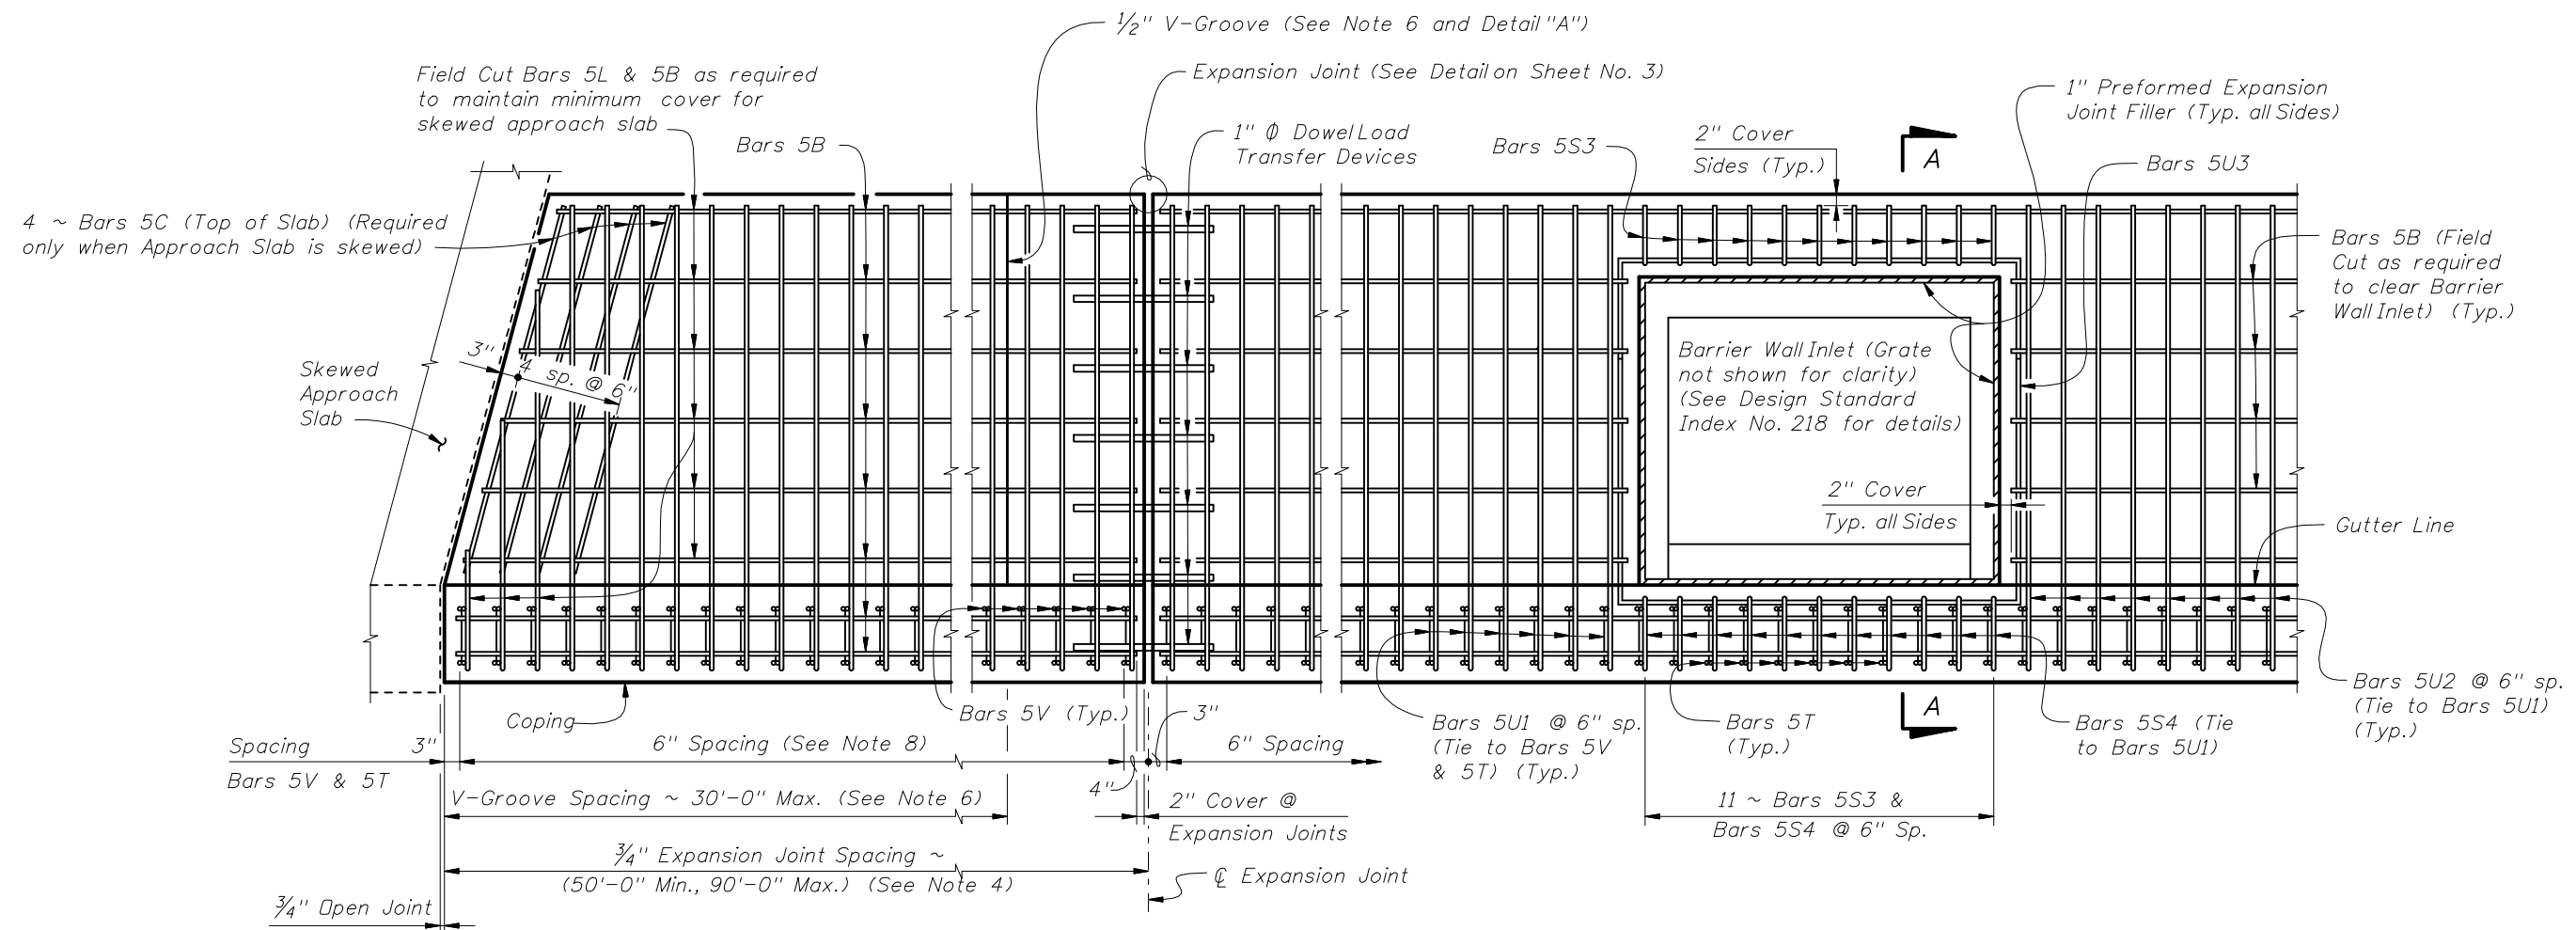 ½" V-Groove (See Note 6 and Detail "A")
Field Cut Bars 5L & 5B as required
to maintain minimum cover for
skewed approach slab
Bars 5B
Expansion Joint (See Detail on Sheet No. 3)
1" Φ Dowel Load
Transfer Devices
Bars 5S3
2" Cover
Sides (Typ.)
A
1" Preformed Expansion
Joint Filler (Typ. all Sides)
Bars 5U3
4 ~ Bars 5C (Top of Slab) (Required
only when Approach Slab is skewed)
Bars 5B (Field
Cut as required
to clear Barrier
Wall Inlet) (Typ.)
3"
4 sp. @ 6"
Skewed
Approach
Slab
Barrier Wall Inlet (Grate
not shown for clarity)
(See Design Standard
Index No. 218 for details)
2" Cover
Typ. all Sides
Gutter Line
Coping
Bars 5V (Typ.)
3"
Bars 5U1 @ 6" sp.
(Tie to Bars 5V
& 5T) (Typ.)
Bars 5T
(Typ.)
A
Bars 5S4 (Tie
to Bars 5U1)
Bars 5U2 @ 6" sp.
(Tie to Bars 5U1)
(Typ.)
Spacing
Bars 5V & 5T
3"
6" Spacing (See Note 8)
6" Spacing
4"
V-Groove Spacing ~ 30'-0" Max. (See Note 6)
2" Cover @
Expansion Joints
11 ~ Bars 5S3 &
Bars 5S4 @ 6" Sp.
¾" Expansion Joint Spacing ~
(50'-0" Min., 90'-0" Max.) (See Note 4)
℄ Expansion Joint
¾" Open Joint